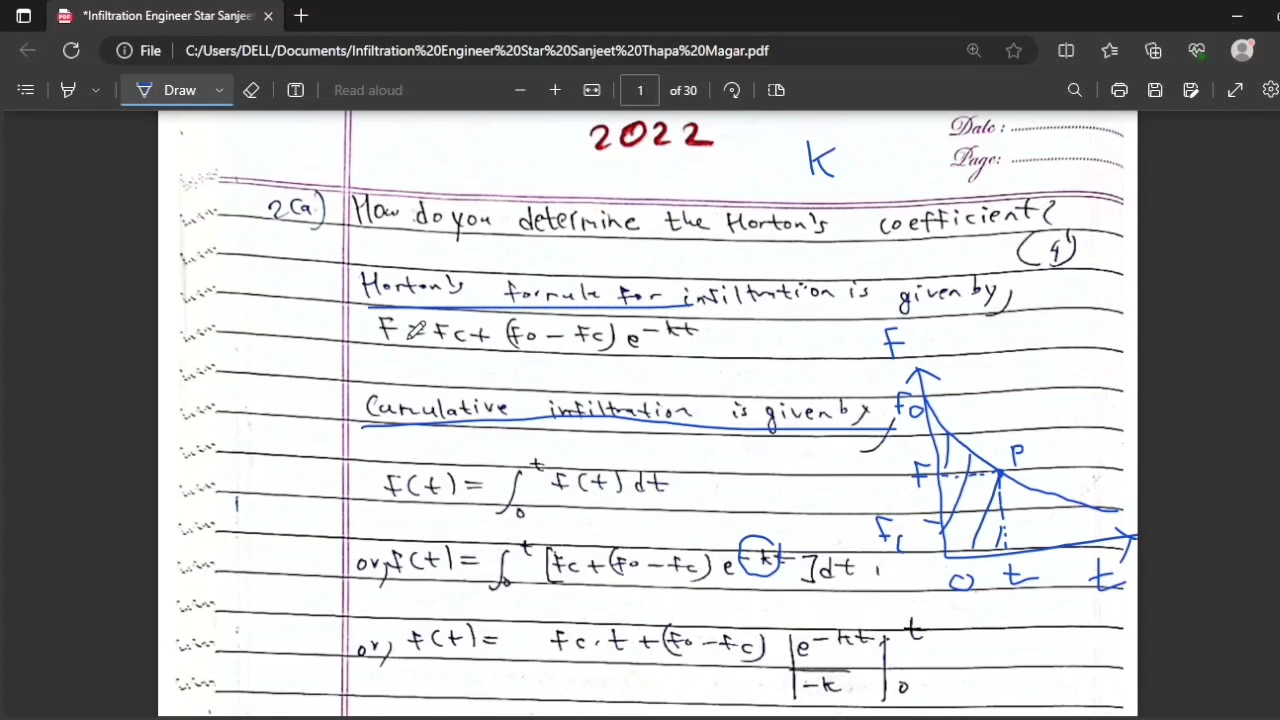 *Infiltration Engineer Star Sanjee
File C:/Users/DELL/Documents/Infiltration%20Engineer%20Star%20Sanjeet%20Thapa%20Magar.pdf
Draw Read aloud 1 of 30
2022
K
Date :
Page:
2(a) How do you determine the Horton's coefficient?
(4)
Horton's formula for infiltration is given by,
F = Fc + (Fo - Fc) e^-kt
F
Cumulative infiltration is given by,
Fo
P
F(t) = ∫₀ᵗ F(t) dt
F
Fc
or, F(t) = ∫₀ᵗ [Fc + (Fo - Fc) e^-kt] dt
O t t
or, F(t) = Fc . t + (Fo - Fc) |e^-kt / -k|₀ᵗ